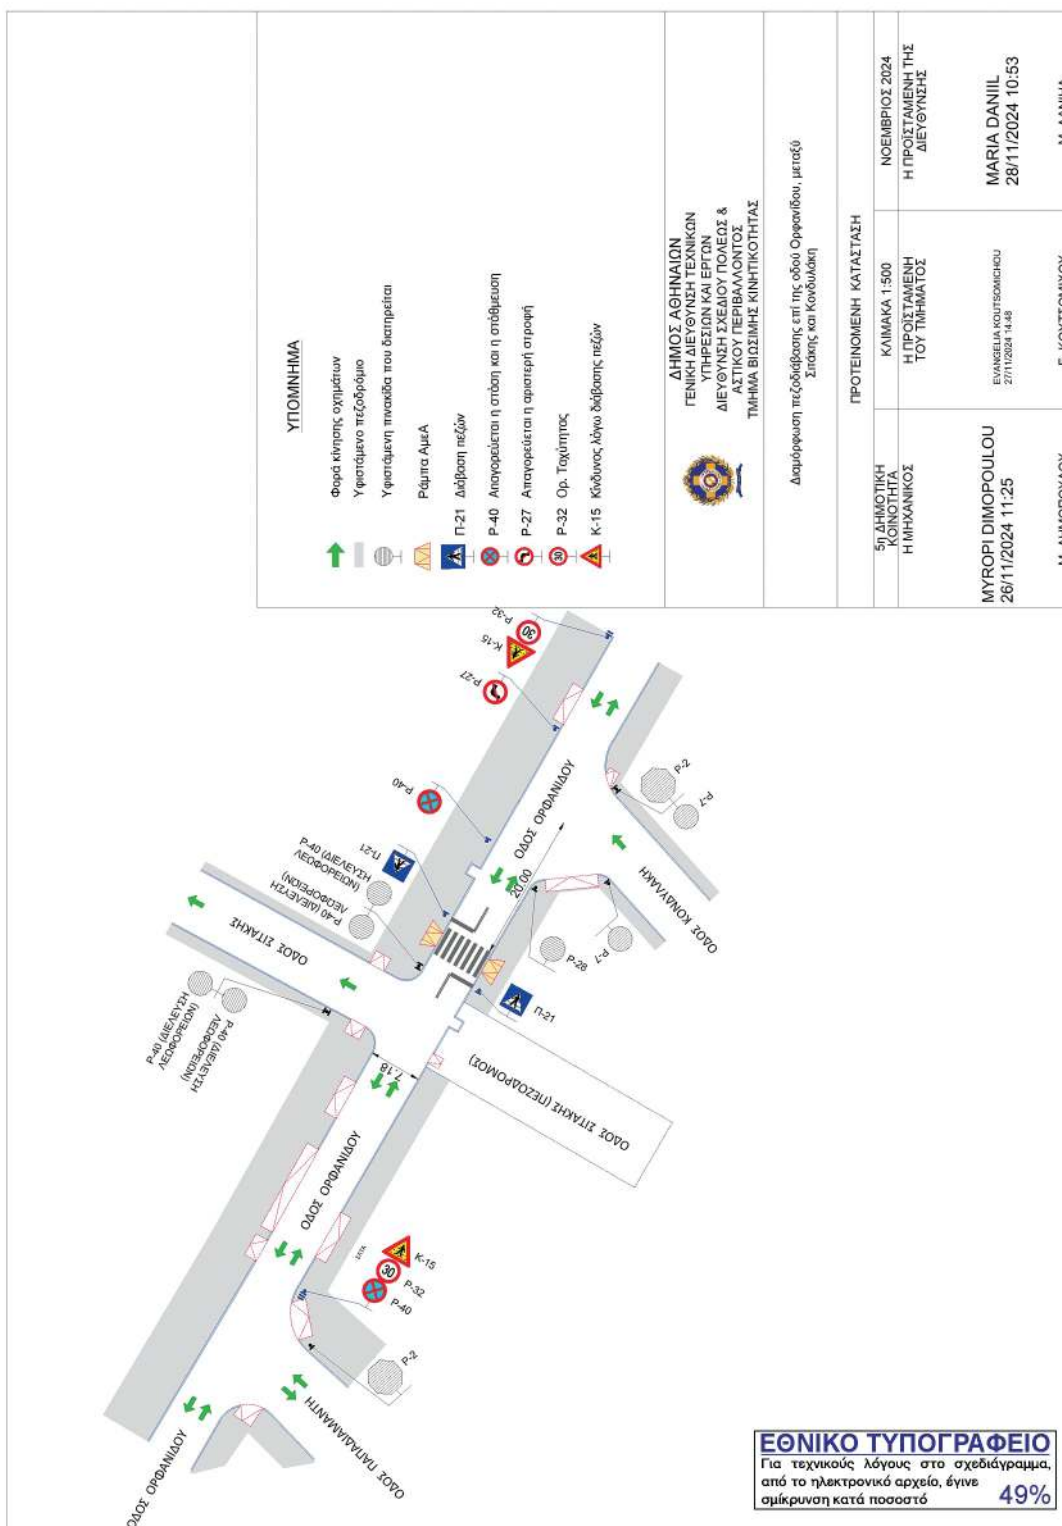 ΥΠΟΜΝΗΜΑ
Φορά κίνησης οχημάτων
Υφιστάμενο πεζοδρόμιο
Υφιστάμενη πινακίδα που διατηρείται
Ράμπα ΑμεΑ
Π-21 Διάβαση πεζών
Ρ-40 Απαγορεύεται η στάση και η στάθμευση
Ρ-27 Απαγορεύεται η αριστερή στροφή
30 Ρ-32 Ορ. Ταχύτητας
Κ-15 Κίνδυνος λόγω διάβασης πεζών
ΔΗΜΟΣ ΑΘΗΝΑΙΩΝ
ΓΕΝΙΚΗ ΔΙΕΥΘΥΝΣΗ ΤΕΧΝΙΚΩΝ
ΥΠΗΡΕΣΙΩΝ ΚΑΙ ΕΡΓΩΝ
ΔΙΕΥΘΥΝΣΗ ΣΧΕΔΙΟΥ ΠΟΛΕΩΣ &
ΑΣΤΙΚΟΥ ΠΕΡΙΒΑΛΛΟΝΤΟΣ
ΤΜΗΜΑ ΒΙΩΣΙΜΗΣ ΚΙΝΗΤΙΚΟΤΗΤΑΣ
Διαμόρφωση πεζοδιάβασης επί της οδού Ορφανίδου, μεταξύ
Σιτάκης και Κονδυλάκη
ΠΡΟΤΕΙΝΟΜΕΝΗ ΚΑΤΑΣΤΑΣΗ
5η ΔΗΜΟΤΙΚΗ
ΚΟΙΝΟΤΗΤΑ
ΚΛΙΜΑΚΑ 1:500
ΝΟΕΜΒΡΙΟΣ 2024
Η ΜΗΧΑΝΙΚΟΣ
Η ΠΡΟΪΣΤΑΜΕΝΗ
ΤΟΥ ΤΜΗΜΑΤΟΣ
Η ΠΡΟΪΣΤΑΜΕΝΗ ΤΗΣ
ΔΙΕΥΘΥΝΣΗΣ
MYROPI DIMOPOULOU
26/11/2024 11:25
EVANGELIA KOUTSOMICHOU
27/11/2024 14:48
MARIA DANIIL
28/11/2024 10:53
Ρ-32
30
Κ-15
Ρ-27
Ρ-40
Π-21
Ρ-40 (ΔΙΕΛΕΥΣΗ
ΛΕΩΦΟΡΕΙΩΝ)
Ρ-40 (ΔΙΕΛΕΥΣΗ
ΛΕΩΦΟΡΕΙΩΝ)
ΟΔΟΣ ΣΙΤΑΚΗΣ
Ρ-40 (ΔΙΕΛΕΥΣΗ
ΛΕΩΦΟΡΕΙΩΝ)
Ρ-40 (ΔΙΕΛΕΥΣΗ
ΛΕΩΦΟΡΕΙΩΝ)
ΟΔΟΣ ΟΡΦΑΝΙΔΟΥ
20.00
Ρ-2
Ρ-7
ΟΔΟΣ ΚΟΝΔΥΛΑΚΗ
Ρ-7
Ρ-28
Π-21
7.18
ΟΔΟΣ ΣΙΤΑΚΗΣ (ΠΕΖΟΔΡΟΜΟΣ)
ΟΔΟΣ ΟΡΦΑΝΙΔΟΥ
Κ-15
30
Ρ-32
Ρ-40
Ρ-2
ΟΔΟΣ ΠΑΠΑΔΙΑΜΑΝΤΗ
ΟΔΟΣ ΟΡΦΑΝΙΔΟΥ
ΕΘΝΙΚΟ ΤΥΠΟΓΡΑΦΕΙΟ
Για τεχνικούς λόγους στο σχεδιάγραμμα,
από το ηλεκτρονικό αρχείο, έγινε
σμίκρυνση κατά ποσοστό 49%